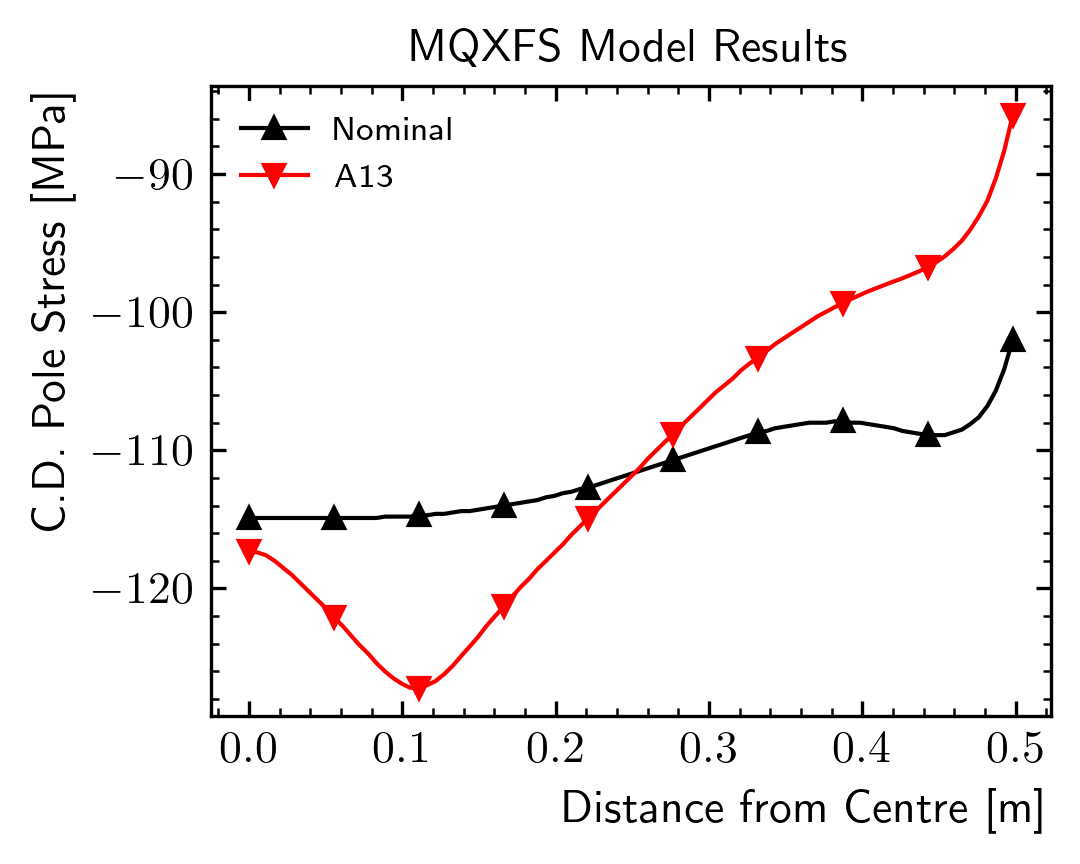 MQXFS Model Results
C.D. Pole Stress [MPa]
Nominal
A13
−90
−100
−110
−120
0.0 0.1 0.2 0.3 0.4 0.5
Distance from Centre [m]